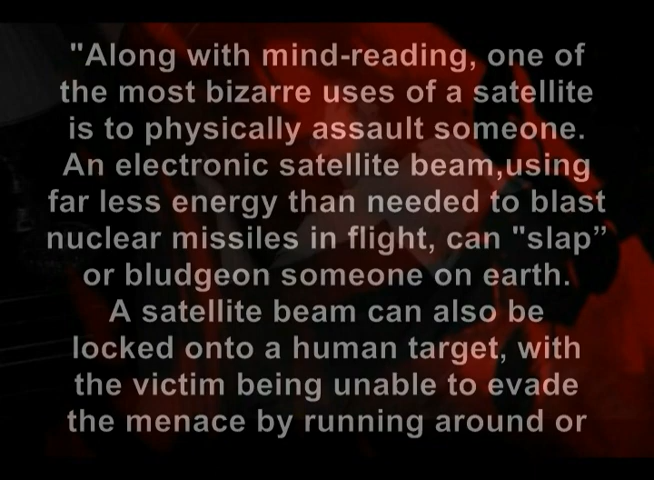 "Along with mind-reading, one of
the most bizarre uses of a satellite
is to physically assault someone.
An electronic satellite beam,using
far less energy than needed to blast
nuclear missiles in flight, can "slap”
or bludgeon someone on earth.
A satellite beam can also be
locked onto a human target, with
the victim being unable to evade
the menace by running around or